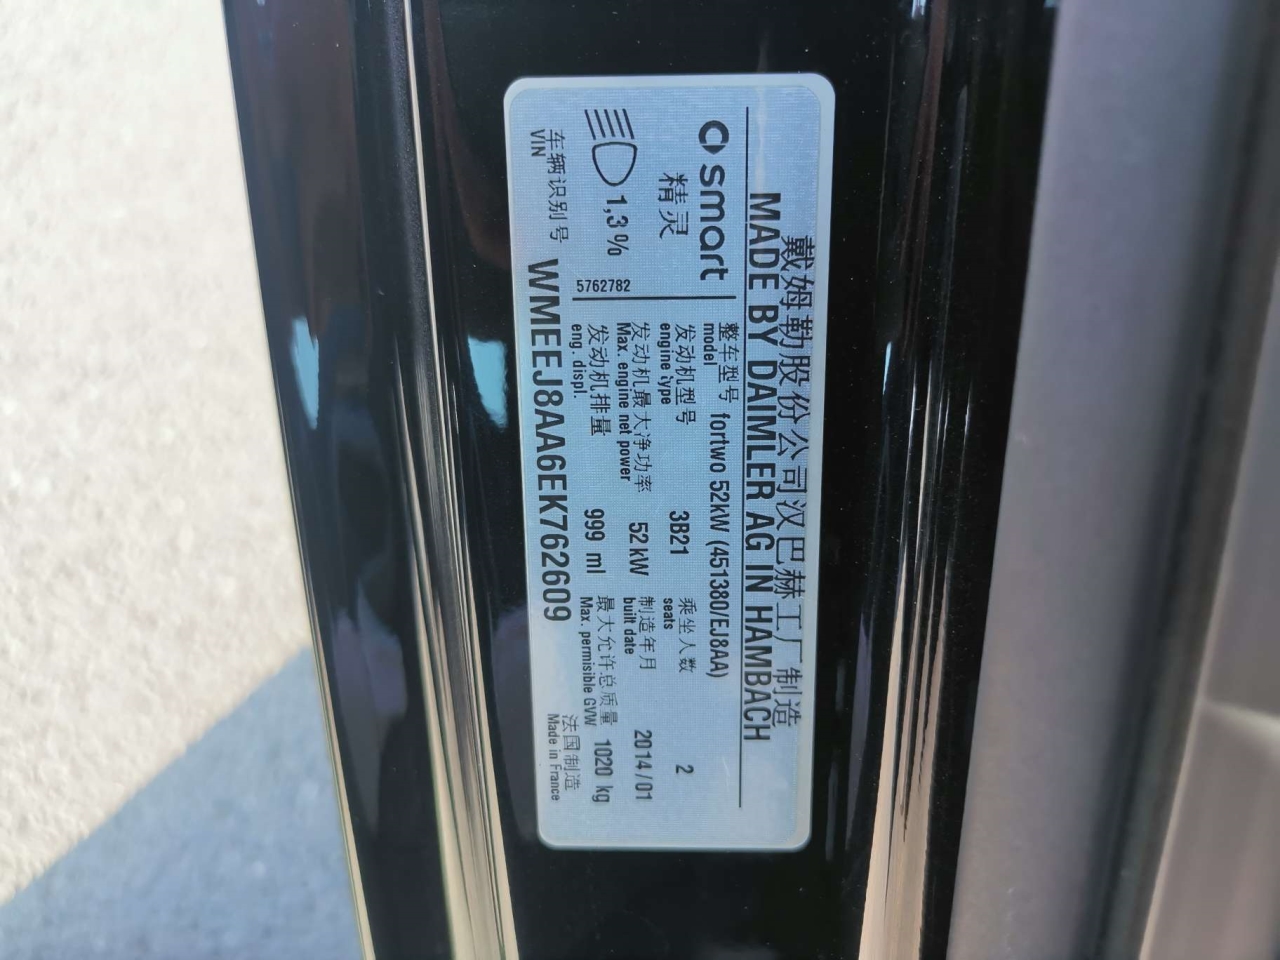 戴姆勒股份公司汉巴赫工厂制造
MADE BY DAIMLER AG IN HAMBACH
smart
精灵
1,3%
5762782
整车型号 fortwo 52kW (451380/EJ8AA)
model
发动机型号 3B21 乘坐人数 2
engine type seats
发动机最大净功率 52 kW 制造年月 2014/01
Max. engine net power built date
发动机排量 999 ml 最大允许总质量 1020 kg
eng. displ. Max. permisible GVW
车辆识别号 WMEEJ8AA6EK762609 法国制造
VIN Made in France